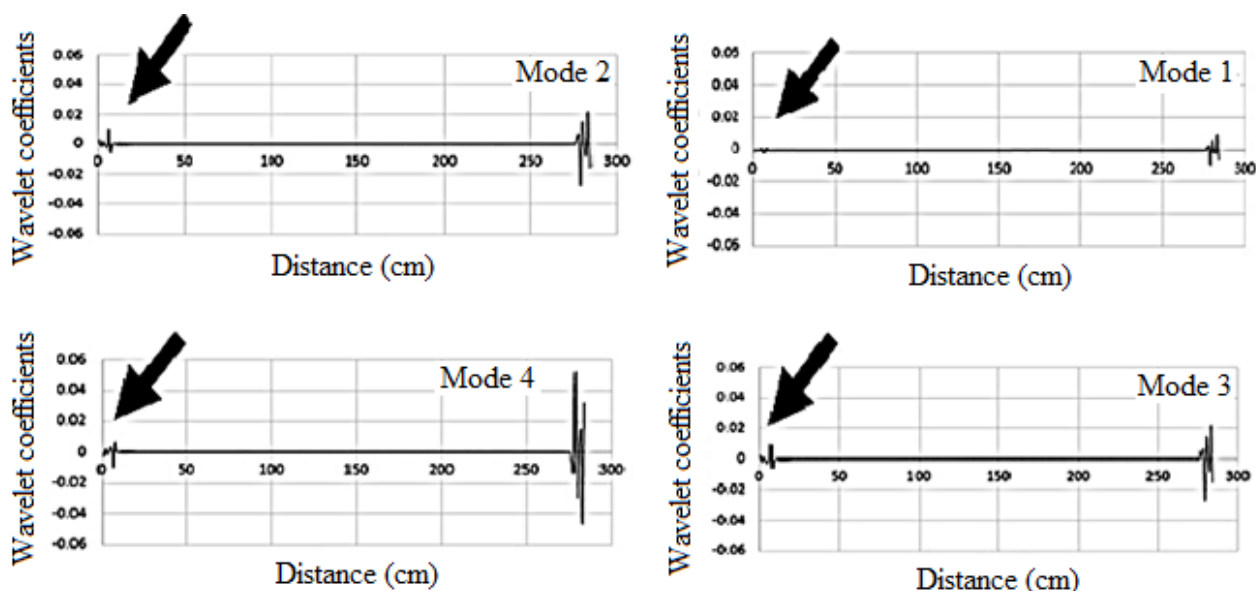 Wavelet coefficients
0.06
0.04
0.02
0
-0.02
-0.04
-0.06
0 50 100 150 200 250 300
Mode 2
Distance (cm)
Wavelet coefficients
0.05
0.04
0.02
0
-0.02
-0.04
-0.05
0 50 100 150 200 250 300
Mode 1
Distance (cm)
Wavelet coefficients
0.06
0.04
0.02
0
-0.02
-0.04
-0.06
0 50 100 150 200 250 300
Mode 4
Distance (cm)
Wavelet coefficients
0.06
0.04
0.02
0
-0.02
-0.04
-0.06
0 50 100 150 200 250 300
Mode 3
Distance (cm)